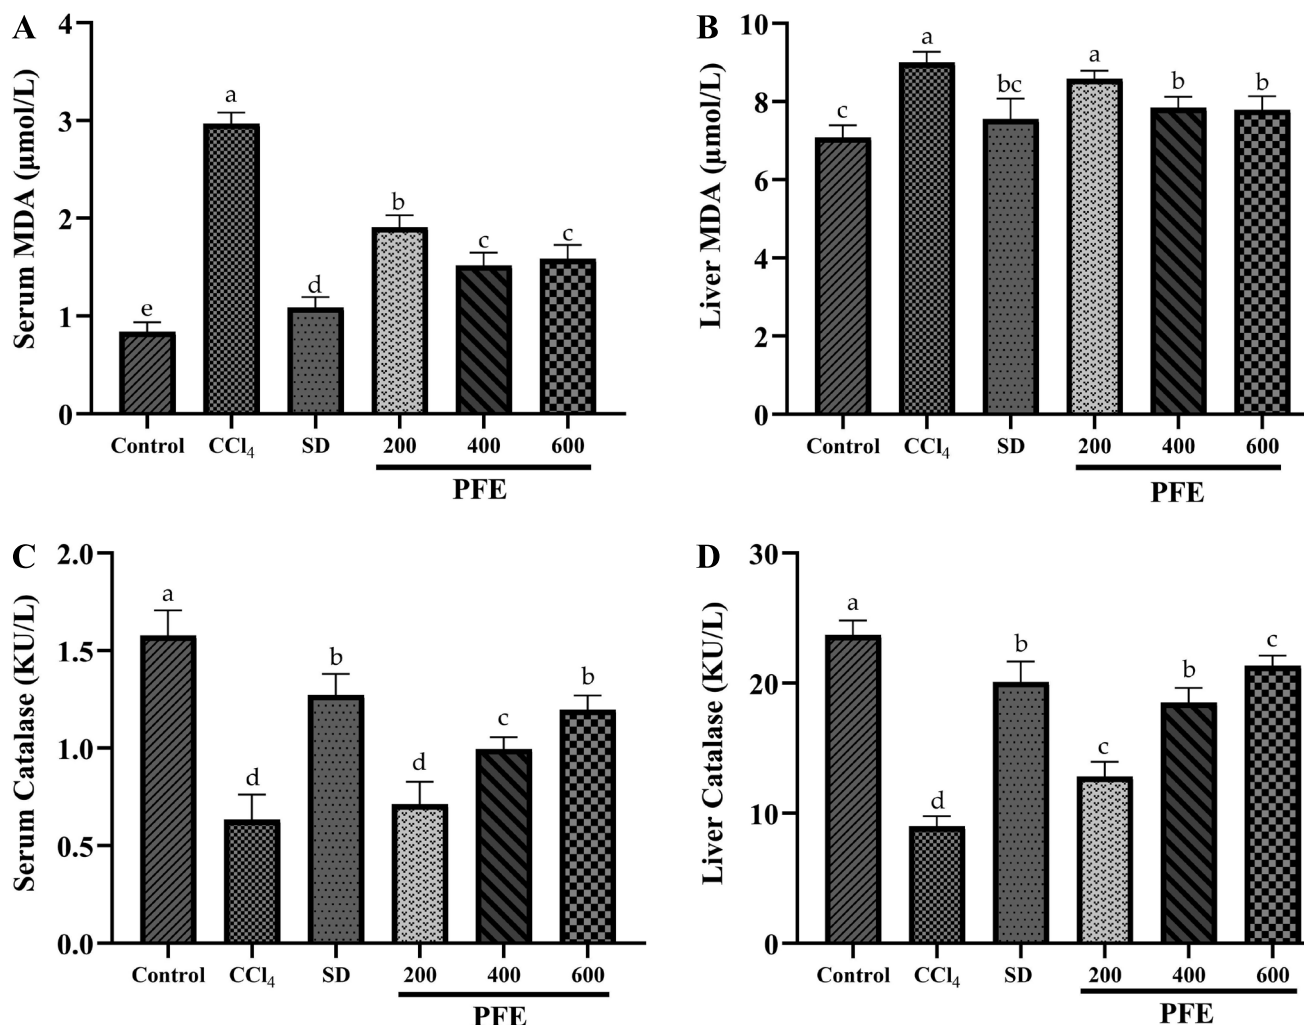 A
Serum MDA (μmol/L)
4
3
2
1
0
e
a
d
b
c
c
Control CCl₄ SD 200 400 600
PFE
B
Liver MDA (μmol/L)
10
8
6
4
2
0
c
a
bc
a
b
b
Control CCl₄ SD 200 400 600
PFE
C
Serum Catalase (KU/L)
2.0
1.5
1.0
0.5
0.0
a
d
b
d
c
b
Control CCl₄ SD 200 400 600
PFE
D
Liver Catalase (KU/L)
30
20
10
0
a
d
b
c
b
c
Control CCl₄ SD 200 400 600
PFE